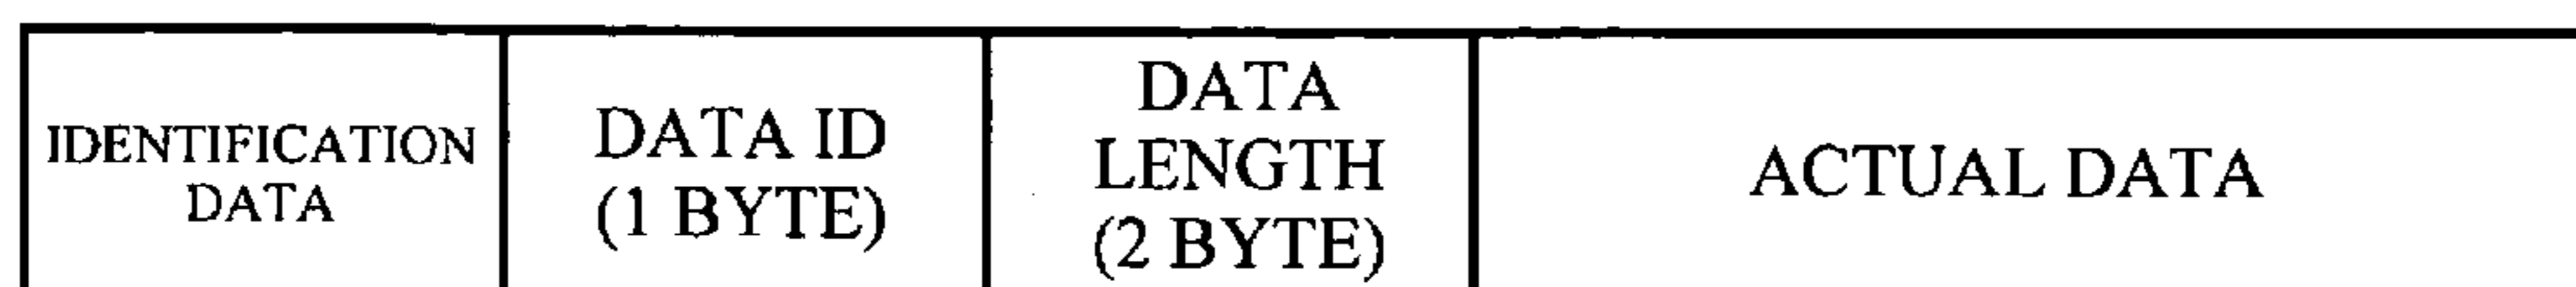 IDENTIFICATION
DATA
DATA ID
(1 BYTE)
DATA
LENGTH
(2 BYTE)
ACTUAL DATA